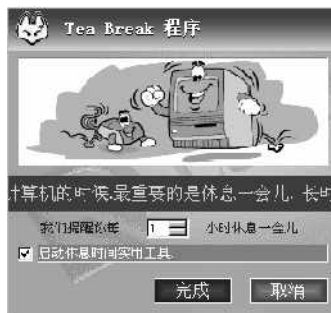 Tea Break 程序
计算机的时候.最重要的是休息一会儿. 长时
我们提醒你每 1 小时休息一会儿
启动休息时间实用工具
完成 取消